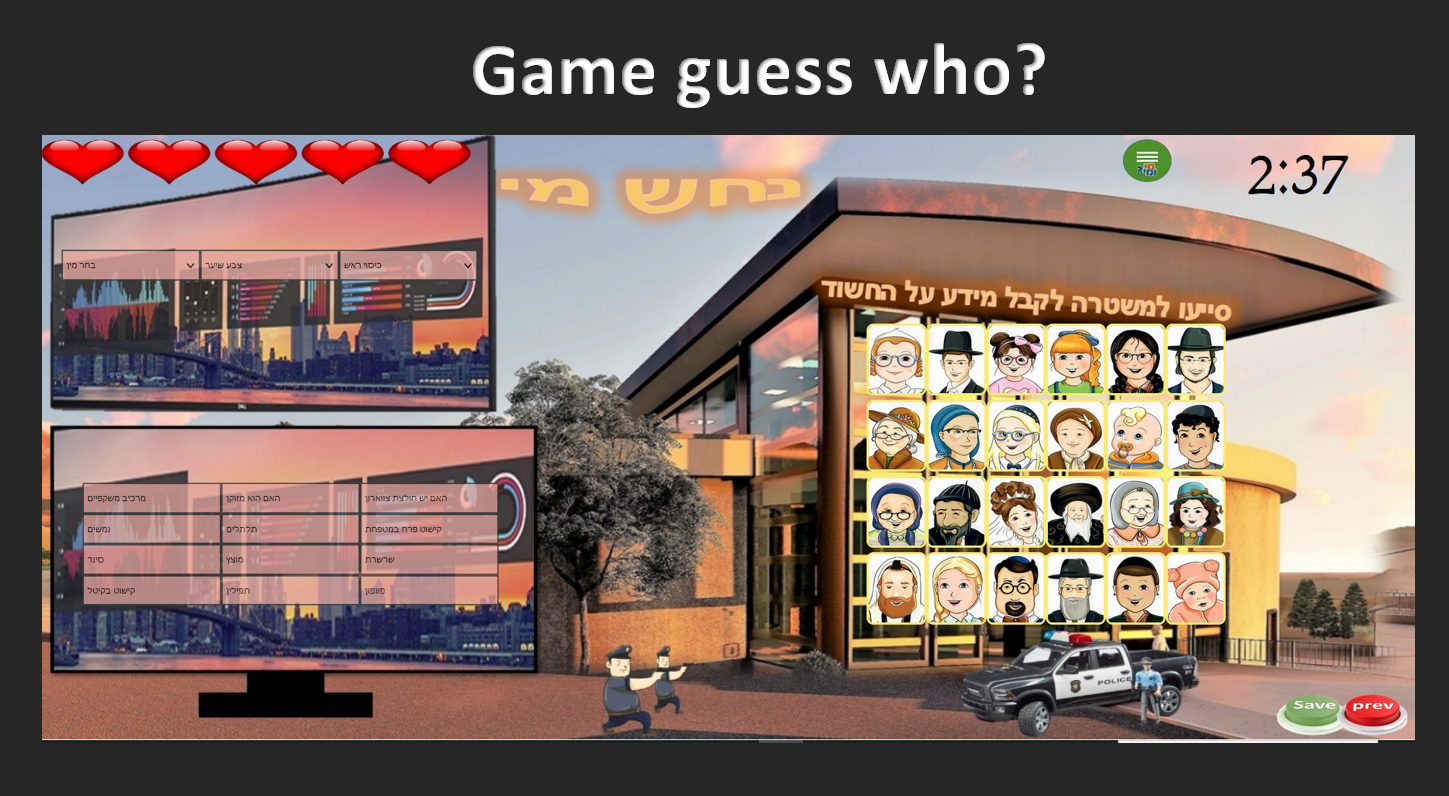 Game guess who?
נחש מי
2:37
בחר מין
צבע שיער
כיסוי ראש
סייעו למשטרה לקבל מידע על החשוד
מרכיב משקפיים
האם הוא מזוקן
האם יש חולצת צווארון
נמשים
תלתלים
קישוט פרח במטפחת
סינר
מוצץ
שרשרת
קישוט בקיטל
תפילין
פונפון
POLICE
Save
prev